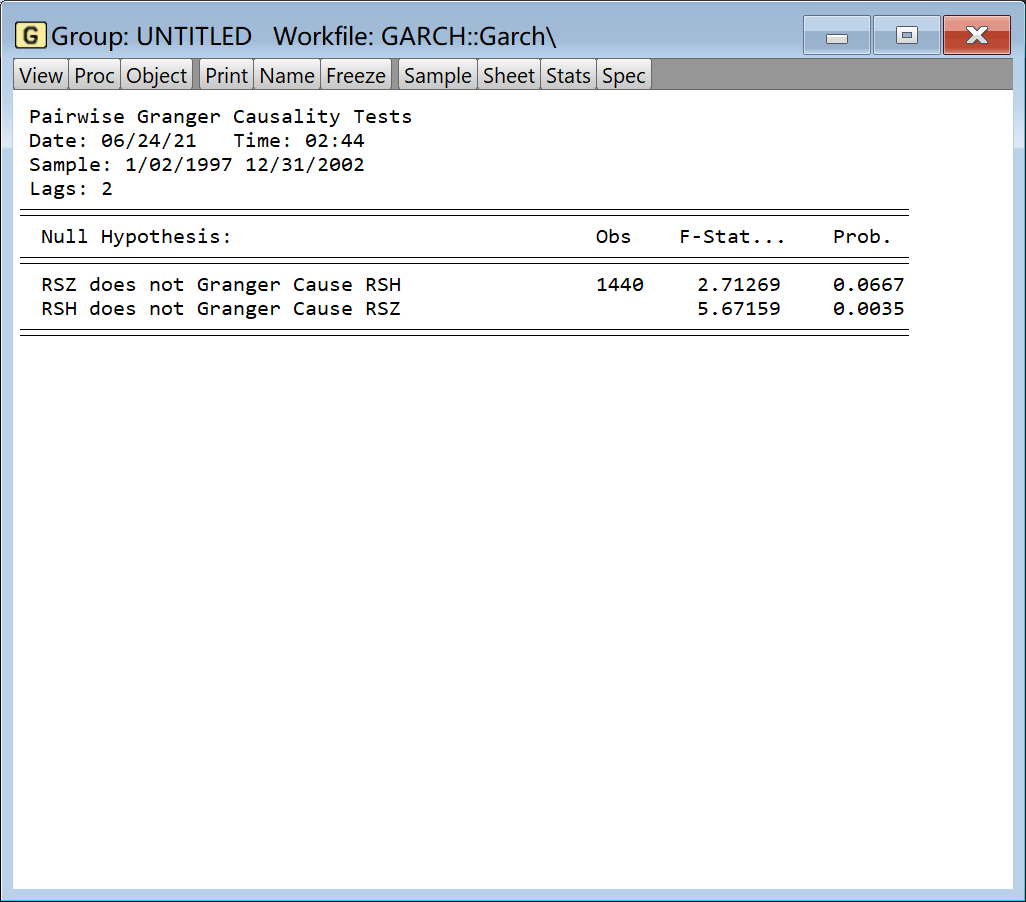 G Group: UNTITLED   Workfile: GARCH::Garch\
View Proc Object Print Name Freeze Sample Sheet Stats Spec
Pairwise Granger Causality Tests
Date: 06/24/21   Time: 02:44
Sample: 1/02/1997 12/31/2002
Lags: 2
Null Hypothesis: Obs F-Stat... Prob.
RSZ does not Granger Cause RSH 1440 2.71269 0.0667
RSH does not Granger Cause RSZ 5.67159 0.0035